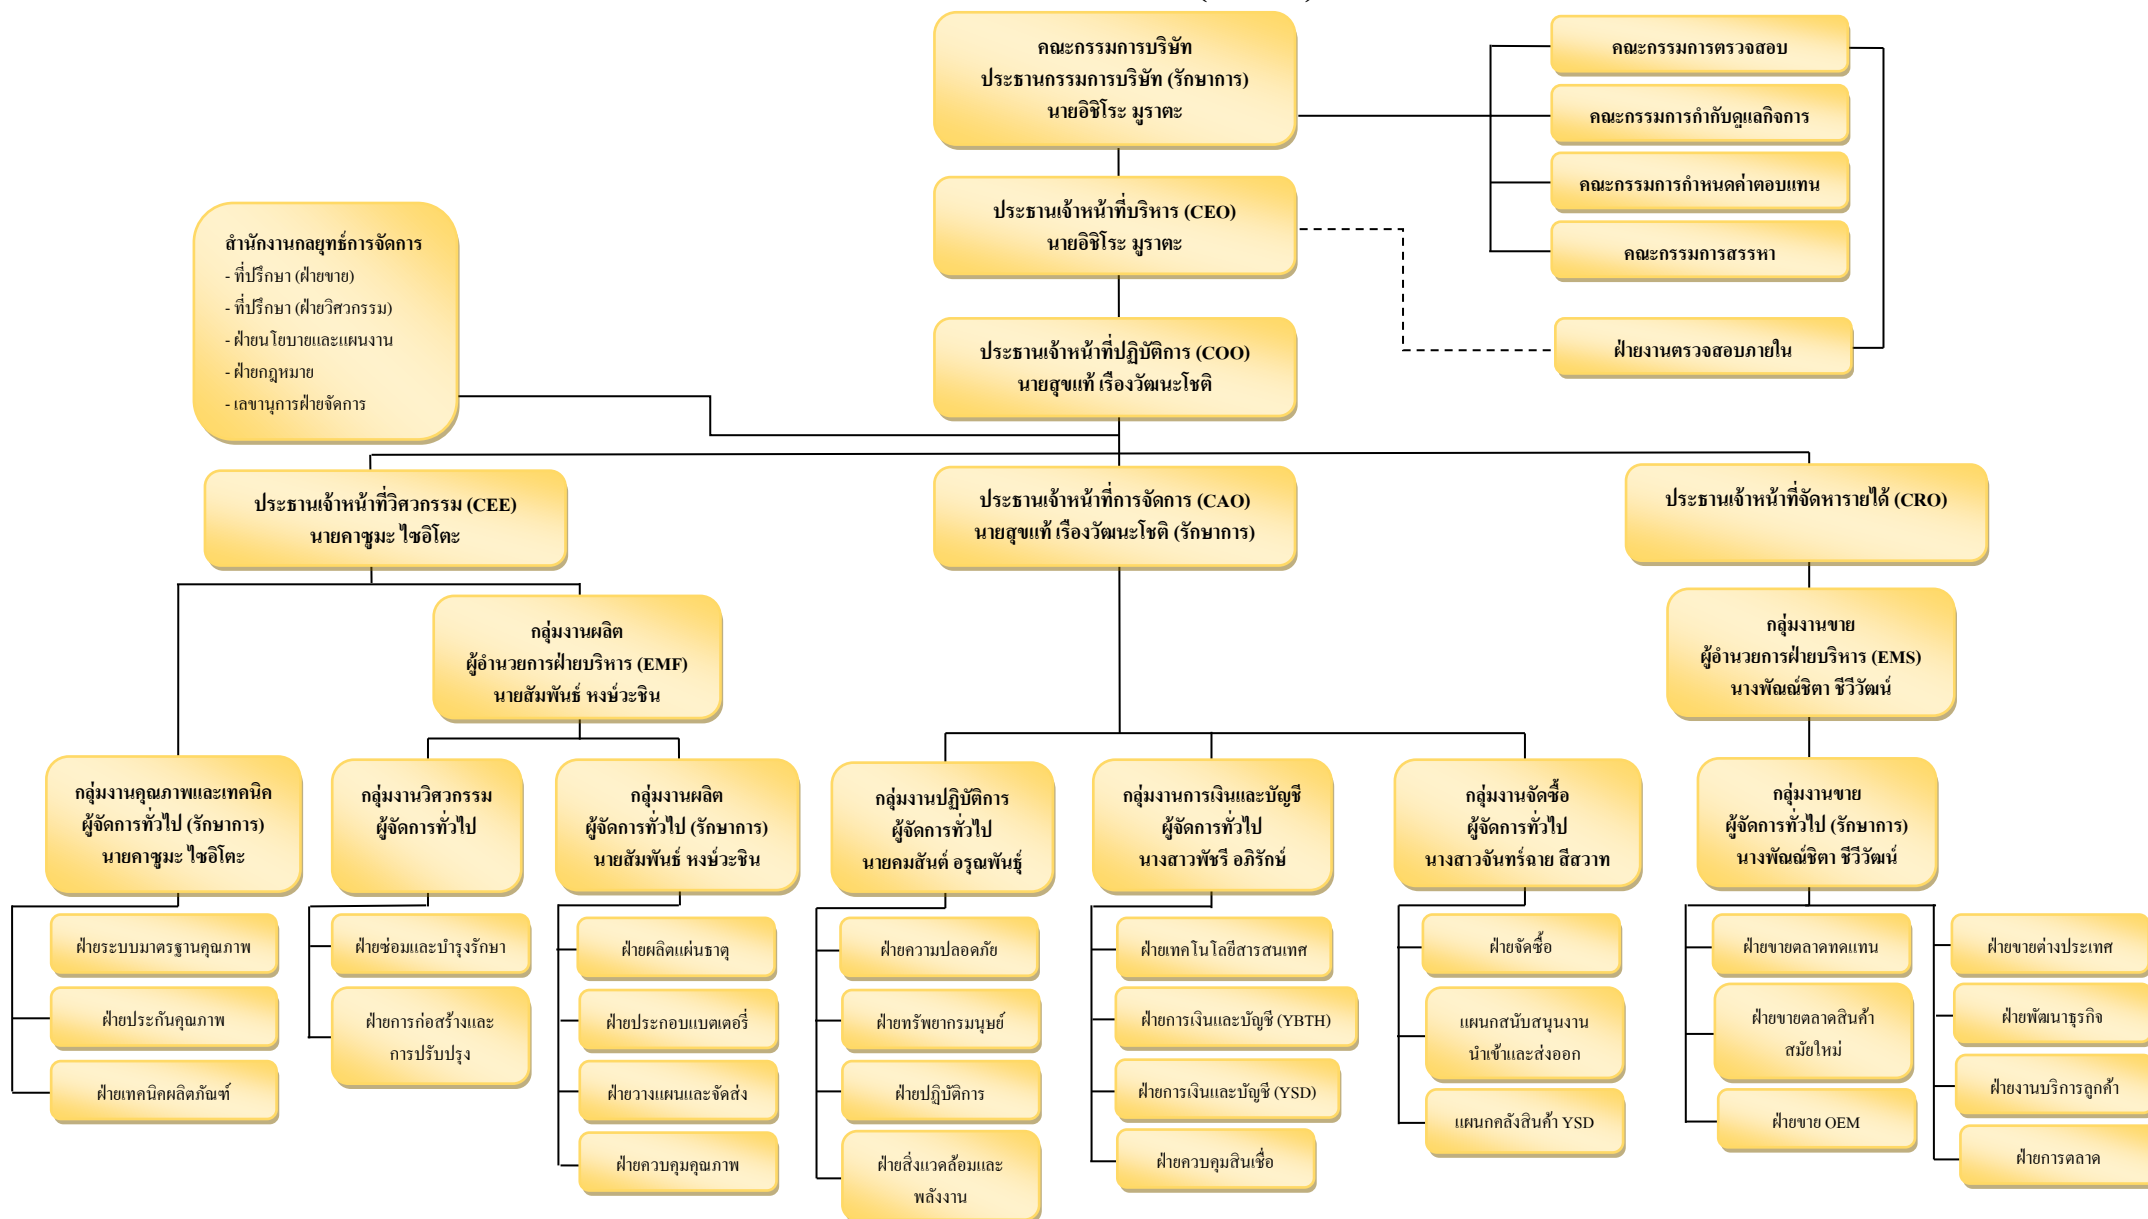 คณะกรรมการบริษัท
ประธานกรรมการบริษัท (รักษาการ)
นายอิชิโระ มูราตะ
คณะกรรมการตรวจสอบ
คณะกรรมการกำกับดูแลกิจการ
คณะกรรมการกำหนดค่าตอบแทน
คณะกรรมการสรรหา
ประธานเจ้าหน้าที่บริหาร (CEO)
นายอิชิโระ มูราตะ
ฝ่ายงานตรวจสอบภายใน
ประธานเจ้าหน้าที่ปฏิบัติการ (COO)
นายสุขแท้ เรืองวัฒนะโชติ
สำนักงานกลยุทธ์การจัดการ
- ที่ปรึกษา (ฝ่ายขาย)
- ที่ปรึกษา (ฝ่ายวิศวกรรม)
- ฝ่ายนโยบายและแผนงาน
- ฝ่ายกฎหมาย
- เลขานุการฝ่ายจัดการ
ประธานเจ้าหน้าที่วิศวกรรม (CEE)
นายคาซูมะ ไซอิโตะ
ประธานเจ้าหน้าที่การจัดการ (CAO)
นายสุขแท้ เรืองวัฒนะโชติ (รักษาการ)
ประธานเจ้าหน้าที่จัดหารายได้ (CRO)
กลุ่มงานผลิต
ผู้อำนวยการฝ่ายบริหาร (EMF)
นายสัมพันธ์ หงษ์วะชิน
กลุ่มงานขาย
ผู้อำนวยการฝ่ายบริหาร (EMS)
นางพัณณ์ชิตา ชีวีวัฒน์
กลุ่มงานคุณภาพและเทคนิค
ผู้จัดการทั่วไป (รักษาการ)
นายคาซูมะ ไซอิโตะ
กลุ่มงานวิศวกรรม
ผู้จัดการทั่วไป
กลุ่มงานผลิต
ผู้จัดการทั่วไป (รักษาการ)
นายสัมพันธ์ หงษ์วะชิน
กลุ่มงานปฏิบัติการ
ผู้จัดการทั่วไป
นายคมสันต์ อรุณพันธุ์
กลุ่มงานการเงินและบัญชี
ผู้จัดการทั่วไป
นางสาวพัชรี อภิรักษ์
กลุ่มงานจัดซื้อ
ผู้จัดการทั่วไป
นางสาวจันทร์ฉาย สีสวาท
กลุ่มงานขาย
ผู้จัดการทั่วไป (รักษาการ)
นางพัณณ์ชิตา ชีวีวัฒน์
ฝ่ายระบบมาตรฐานคุณภาพ
ฝ่ายประกันคุณภาพ
ฝ่ายเทคนิคผลิตภัณฑ์
ฝ่ายซ่อมและบำรุงรักษา
ฝ่ายการก่อสร้างและ
การปรับปรุง
ฝ่ายผลิตแผ่นธาตุ
ฝ่ายประกอบแบตเตอรี่
ฝ่ายวางแผนและจัดส่ง
ฝ่ายควบคุมคุณภาพ
ฝ่ายความปลอดภัย
ฝ่ายทรัพยากรมนุษย์
ฝ่ายปฏิบัติการ
ฝ่ายสิ่งแวดล้อมและ
พลังงาน
ฝ่ายเทคโนโลยีสารสนเทศ
ฝ่ายการเงินและบัญชี (YBTH)
ฝ่ายการเงินและบัญชี (YSD)
ฝ่ายควบคุมสินเชื่อ
ฝ่ายจัดซื้อ
แผนกสนับสนุนงาน
นำเข้าและส่งออก
แผนกคลังสินค้า YSD
ฝ่ายขายตลาดทดแทน
ฝ่ายขายตลาดสินค้า
สมัยใหม่
ฝ่ายขาย OEM
ฝ่ายขายต่างประเทศ
ฝ่ายพัฒนาธุรกิจ
ฝ่ายงานบริการลูกค้า
ฝ่ายการตลาด